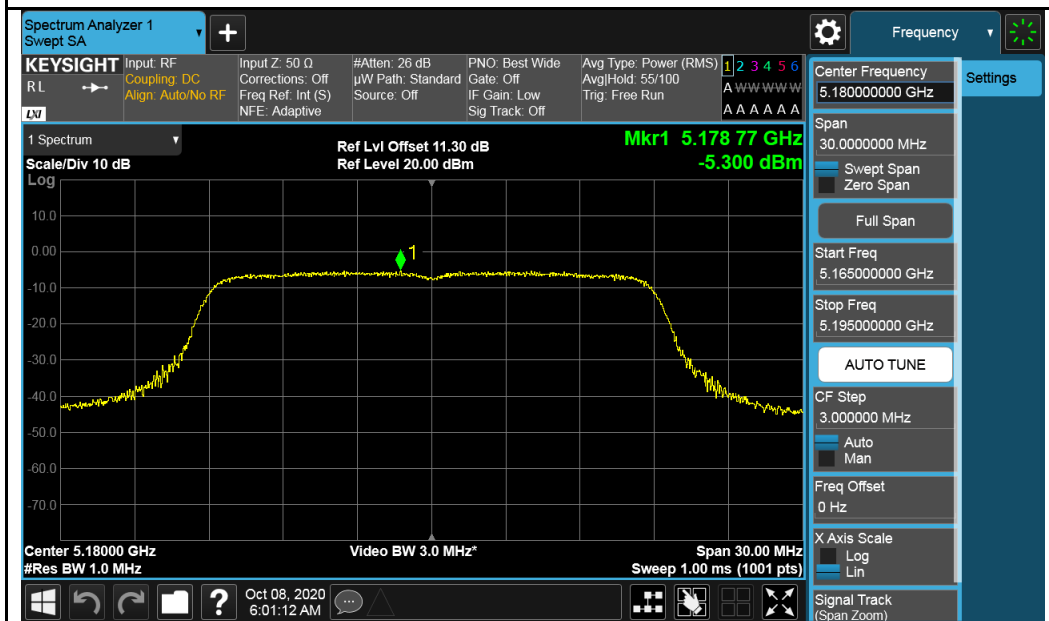 Spectrum Analyzer 1
Swept SA
+
Frequency
KEYSIGHT
R L
LXI
Input: RF
Coupling: DC
Align: Auto/No RF
Input Z: 50 Ω
Corrections: Off
Freq Ref: Int (S)
NFE: Adaptive
#Atten: 26 dB
µW Path: Standard
Source: Off
PNO: Best Wide
Gate: Off
IF Gain: Low
Sig Track: Off
Avg Type: Power (RMS)
Avg|Hold: 55/100
Trig: Free Run
1 2 3 4 5 6
A W W W W W
A A A A A A
1 Spectrum
Scale/Div 10 dB
Ref Lvl Offset 11.30 dB
Ref Level 20.00 dBm
Mkr1 5.178 77 GHz
-5.300 dBm
Log
10.0
0.00
-10.0
-20.0
-30.0
-40.0
-50.0
-60.0
-70.0
1
Center 5.18000 GHz
#Res BW 1.0 MHz
Video BW 3.0 MHz*
Span 30.00 MHz
Sweep 1.00 ms (1001 pts)
Center Frequency
5.180000000 GHz
Span
30.0000000 MHz
Swept Span
Zero Span
Full Span
Start Freq
5.165000000 GHz
Stop Freq
5.195000000 GHz
AUTO TUNE
CF Step
3.000000 MHz
Auto
Man
Freq Offset
0 Hz
X Axis Scale
Log
Lin
Signal Track
(Span Zoom)
Settings
?
Oct 08, 2020
6:01:12 AM